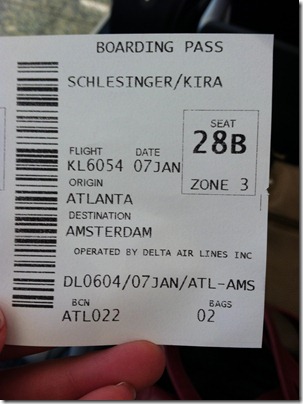 BOARDING PASS
SCHLESINGER/KIRA
SEAT
28B
ZONE 3
FLIGHT DATE
KL6054 07JAN
ORIGIN
ATLANTA
DESTINATION
AMSTERDAM
OPERATED BY DELTA AIR LINES INC
DL0604/07JAN/ATL-AMS
BCN BAGS
ATL022 02